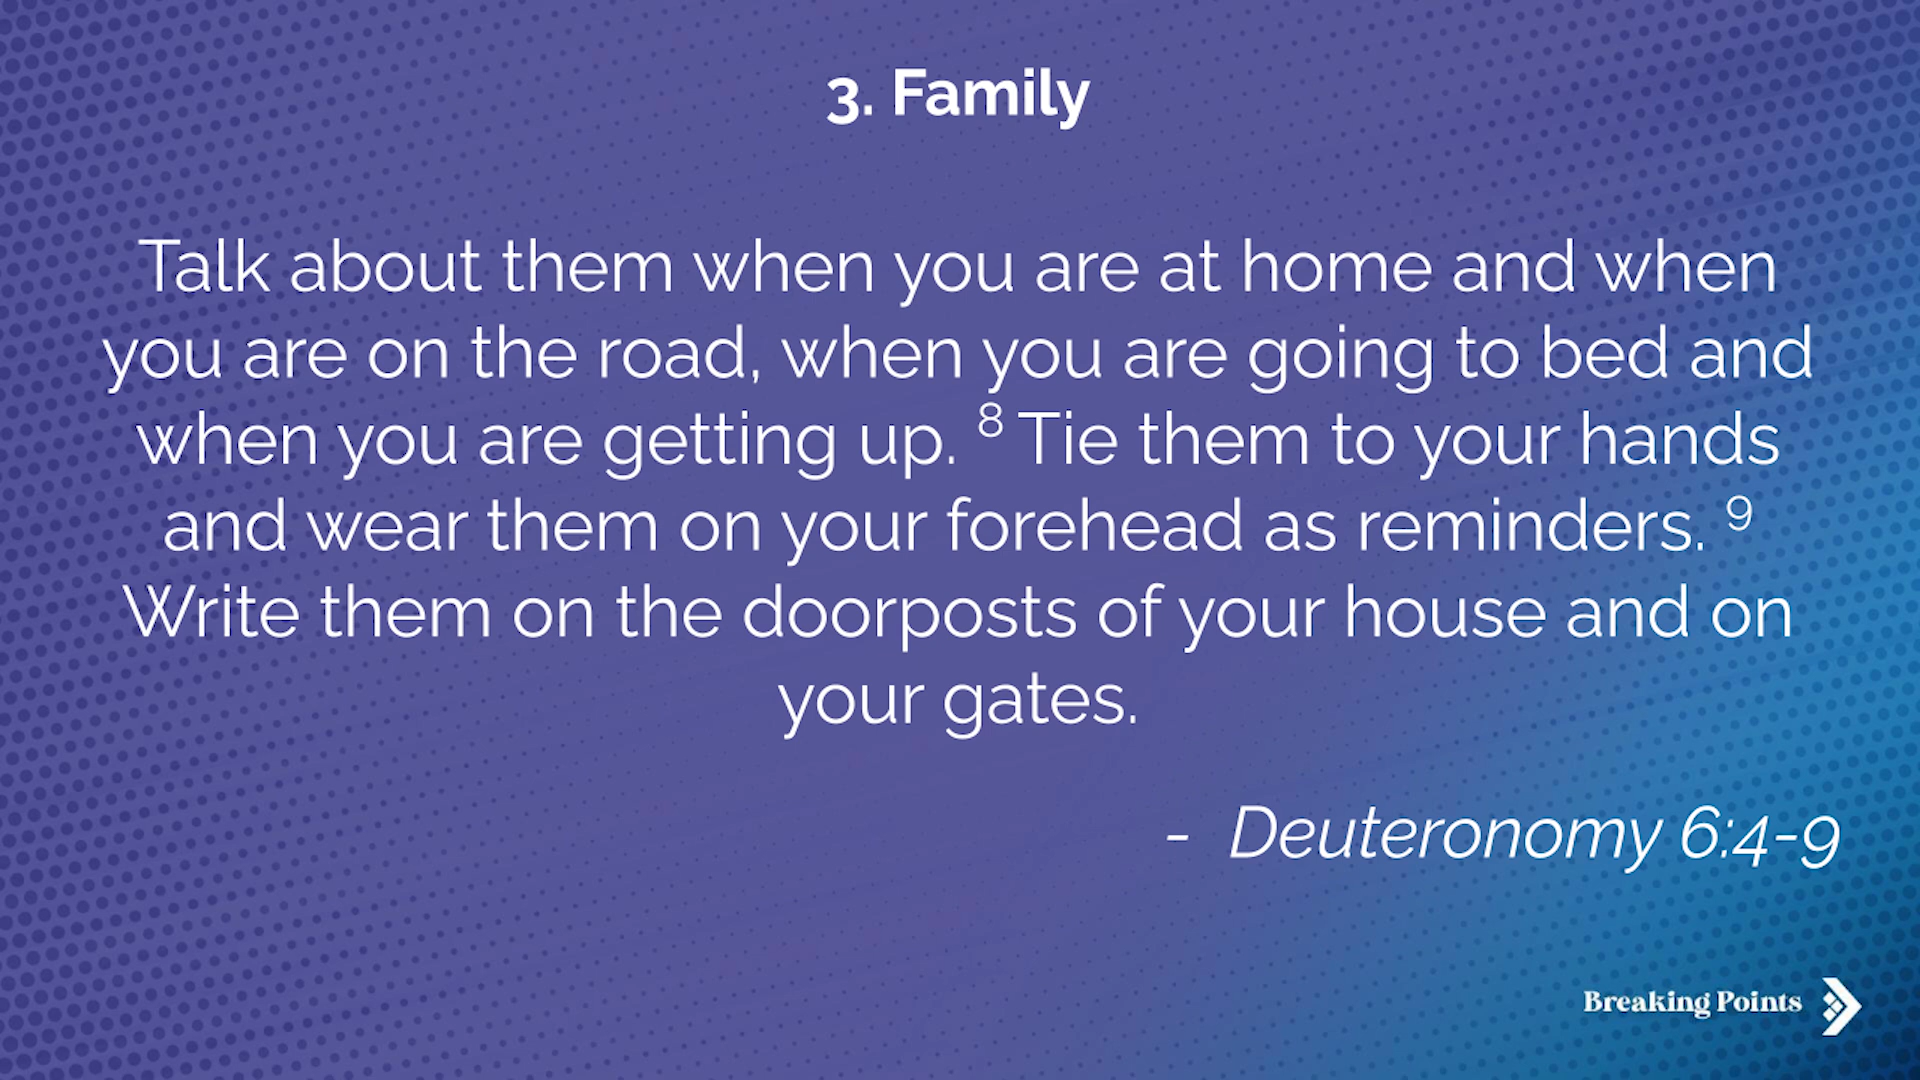 3. Family
Talk about them when you are at home and when
you are on the road, when you are going to bed and
when you are getting up. ⁸ Tie them to your hands
and wear them on your forehead as reminders. ⁹
Write them on the doorposts of your house and on
your gates.
- Deuteronomy 6:4-9
Breaking Points